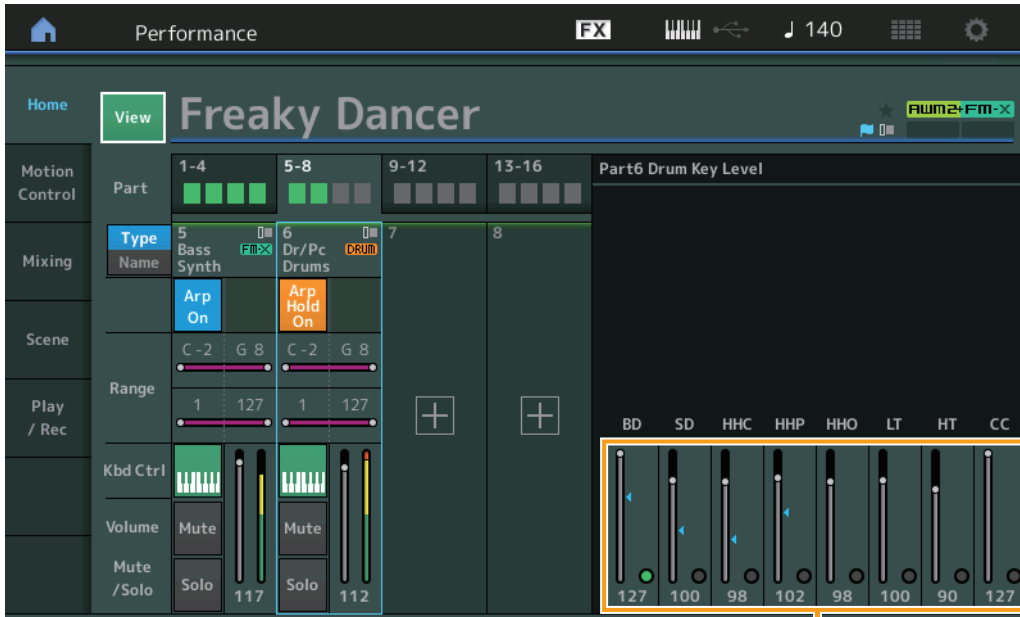 Performance
FX
♩ 140
Home
View
Freaky Dancer
AWM2+FM-X
Motion
Control
Part
1-4
5-8
9-12
13-16
Part6 Drum Key Level
Mixing
Type
Name
5
Bass
Synth
FM-X
6
Dr/Pc
Drums
DRUM
7
8
Arp
On
Arp
Hold
On
Scene
Range
C -2 G 8
C -2 G 8
1 127
1 127
Play
/ Rec
BD SD HHC HHP HHO LT HT CC
Kbd Ctrl
Volume
Mute
Mute
Mute
/Solo
Solo
117
Solo
112
127 100 98 102 98 100 90 127